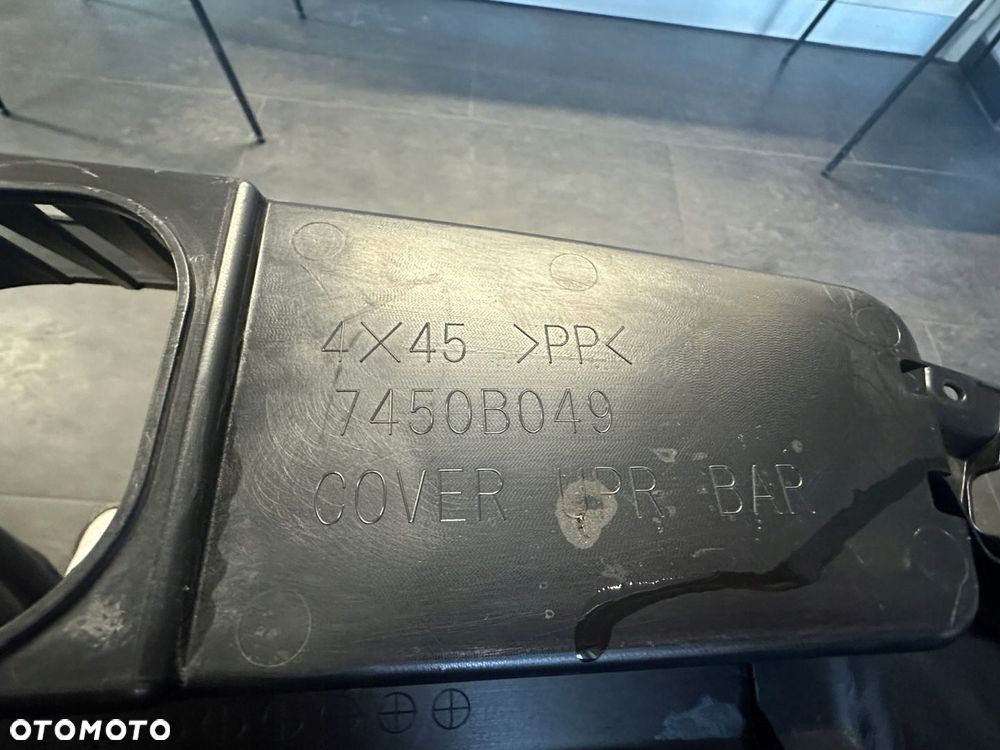 4X45 >PP<
7450B049
COVER UPR BAR
OTOMOTO